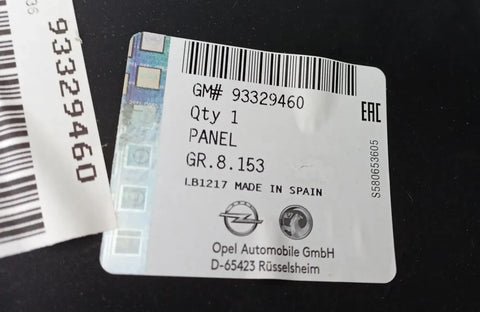 36
93329460
GM# 93329460
Qty 1
PANEL
GR.8.153
LB1217 MADE IN SPAIN
Opel Automobile GmbH
D-65423 Rüsselsheim
EAC
S580653605